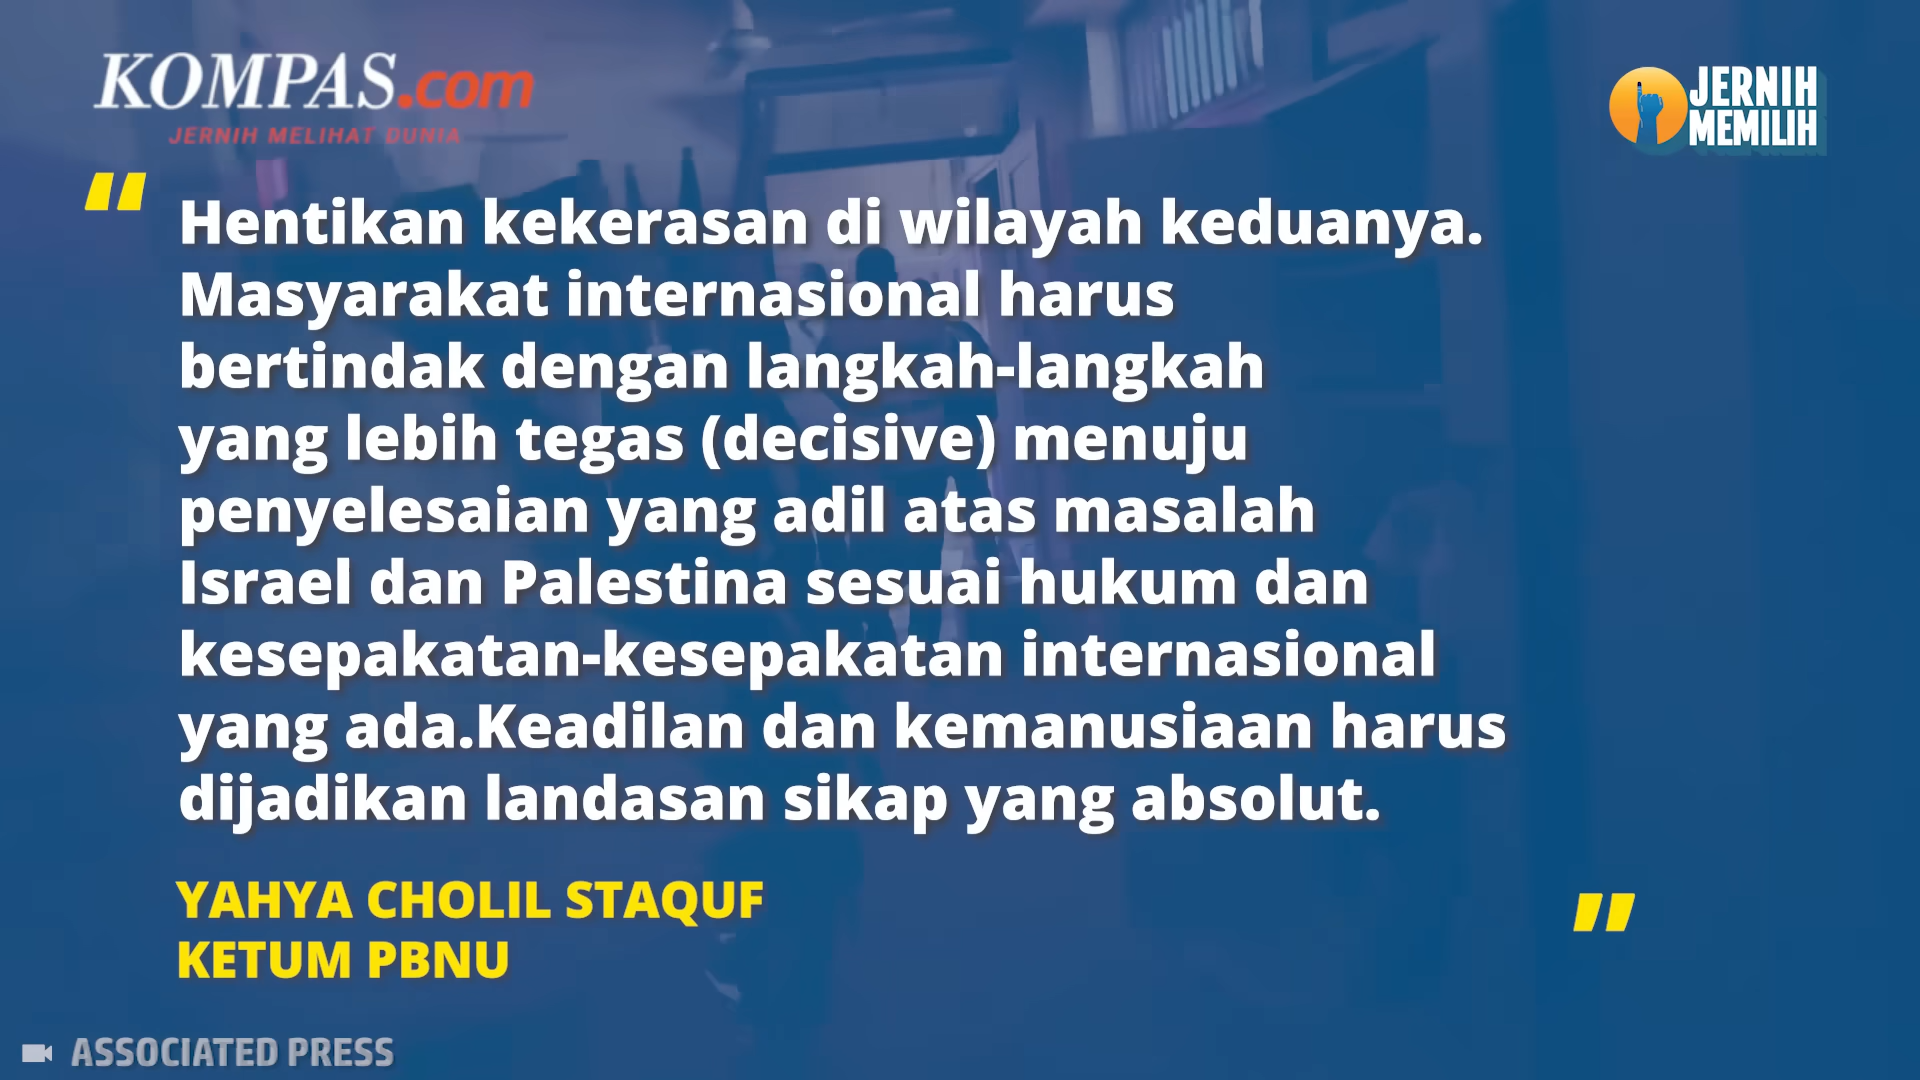 KOMPAS.com
JERNIH MELIHAT DUNIA
JERNIH
MEMILIH
“
Hentikan kekerasan di wilayah keduanya.
Masyarakat internasional harus
bertindak dengan langkah-langkah
yang lebih tegas (decisive) menuju
penyelesaian yang adil atas masalah
Israel dan Palestina sesuai hukum dan
kesepakatan-kesepakatan internasional
yang ada.Keadilan dan kemanusiaan harus
dijadikan landasan sikap yang absolut.
YAHYA CHOLIL STAQUF
KETUM PBNU
”
ASSOCIATED PRESS